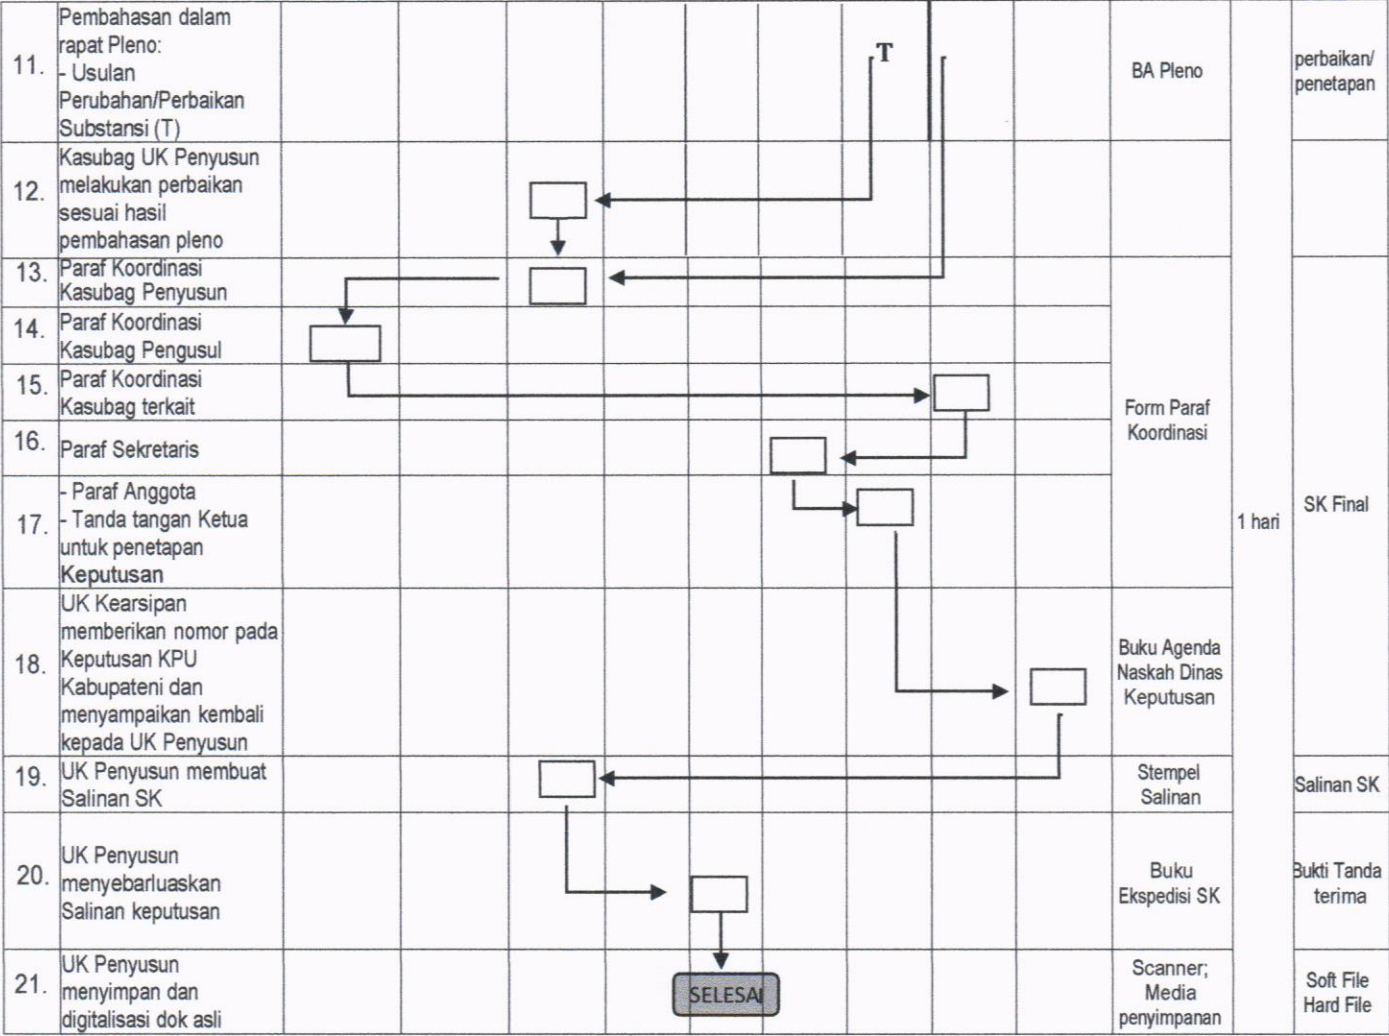 11.
Pembahasan dalam
rapat Pleno:
- Usulan
Perubahan/Perbaikan
Substansi (T)
T
BA Pleno
perbaikan/
penetapan
12.
Kasubag UK Penyusun
melakukan perbaikan
sesuai hasil
pembahasan pleno
13.
Paraf Koordinasi
Kasubag Penyusun
14.
Paraf Koordinasi
Kasubag Pengusul
15.
Paraf Koordinasi
Kasubag terkait
Form Paraf
Koordinasi
16.
Paraf Sekretaris
17.
- Paraf Anggota
- Tanda tangan Ketua
untuk penetapan
Keputusan
1 hari
SK Final
18.
UK Kearsipan
memberikan nomor pada
Keputusan KPU
Kabupateni dan
menyampaikan kembali
kepada UK Penyusun
Buku Agenda
Naskah Dinas
Keputusan
19.
UK Penyusun membuat
Salinan SK
Stempel
Salinan
Salinan SK
20.
UK Penyusun
menyebarluaskan
Salinan keputusan
Buku
Ekspedisi SK
Bukti Tanda
terima
21.
UK Penyusun
menyimpan dan
digitalisasi dok asli
SELESAI
Scanner;
Media
penyimpanan
Soft File
Hard File